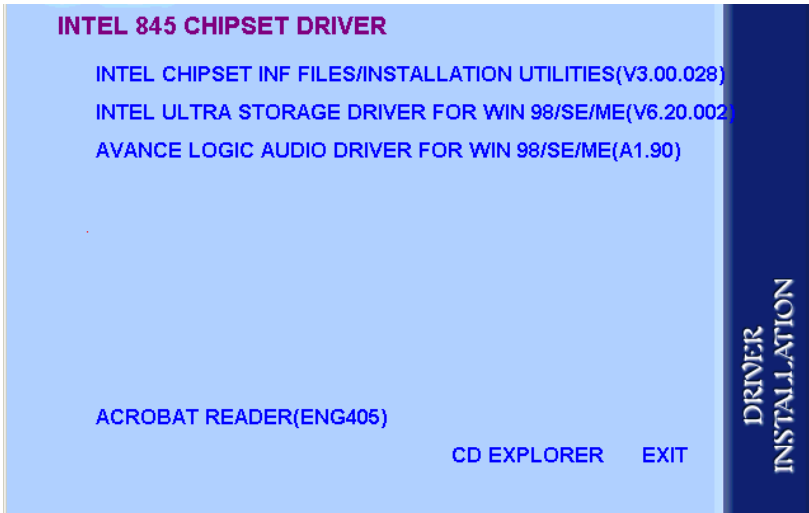 INTEL 845 CHIPSET DRIVER
INTEL CHIPSET INF FILES/INSTALLATION UTILITIES(V3.00.028)
INTEL ULTRA STORAGE DRIVER FOR WIN 98/SE/ME(V6.20.002)
AVANCE LOGIC AUDIO DRIVER FOR WIN 98/SE/ME(A1.90)
ACROBAT READER(ENG405)
CD EXPLORER EXIT
DRIVER
INSTALLATION